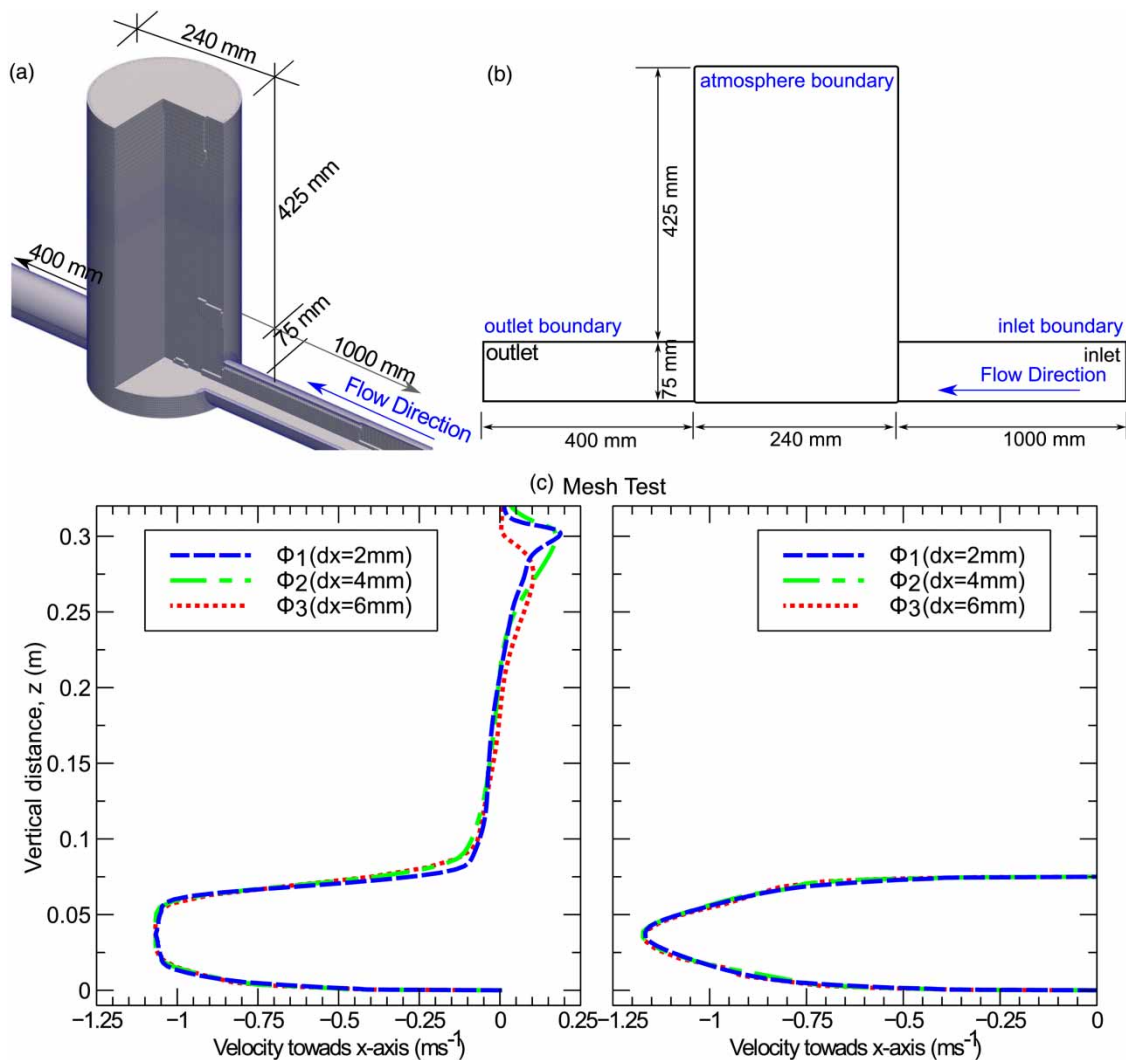 (a)
240 mm
425 mm
400 mm
75 mm
1000 mm
Flow Direction
(b)
atmosphere boundary
425 mm
outlet boundary
inlet boundary
outlet
inlet
75 mm
Flow Direction
400 mm
240 mm
1000 mm
(c) Mesh Test
Φ1(dx=2mm)
Φ2(dx=4mm)
Φ3(dx=6mm)
Φ1(dx=2mm)
Φ2(dx=4mm)
Φ3(dx=6mm)
Vertical distance, z (m)
0.3
0.25
0.2
0.15
0.1
0.05
0
−1.25 −1 −0.75 −0.5 −0.25 0 0.25
−1.25 −1 −0.75 −0.5 −0.25 0
Velocity towads x-axis (ms⁻¹)
Velocity towads x-axis (ms⁻¹)